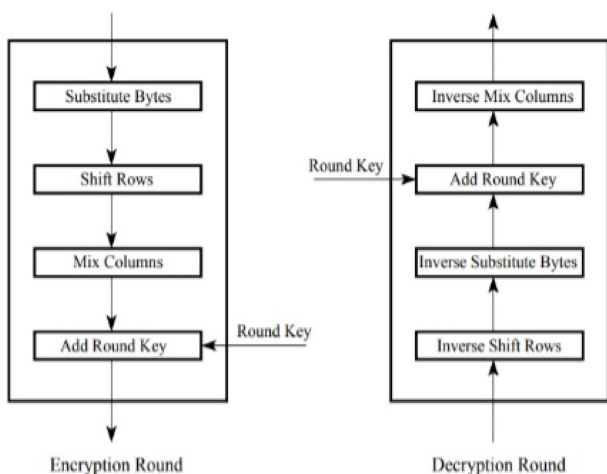 Substitute Bytes
Shift Rows
Mix Columns
Add Round Key
Round Key
Encryption Round
Inverse Mix Columns
Round Key
Add Round Key
Inverse Substitute Bytes
Inverse Shift Rows
Decryption Round